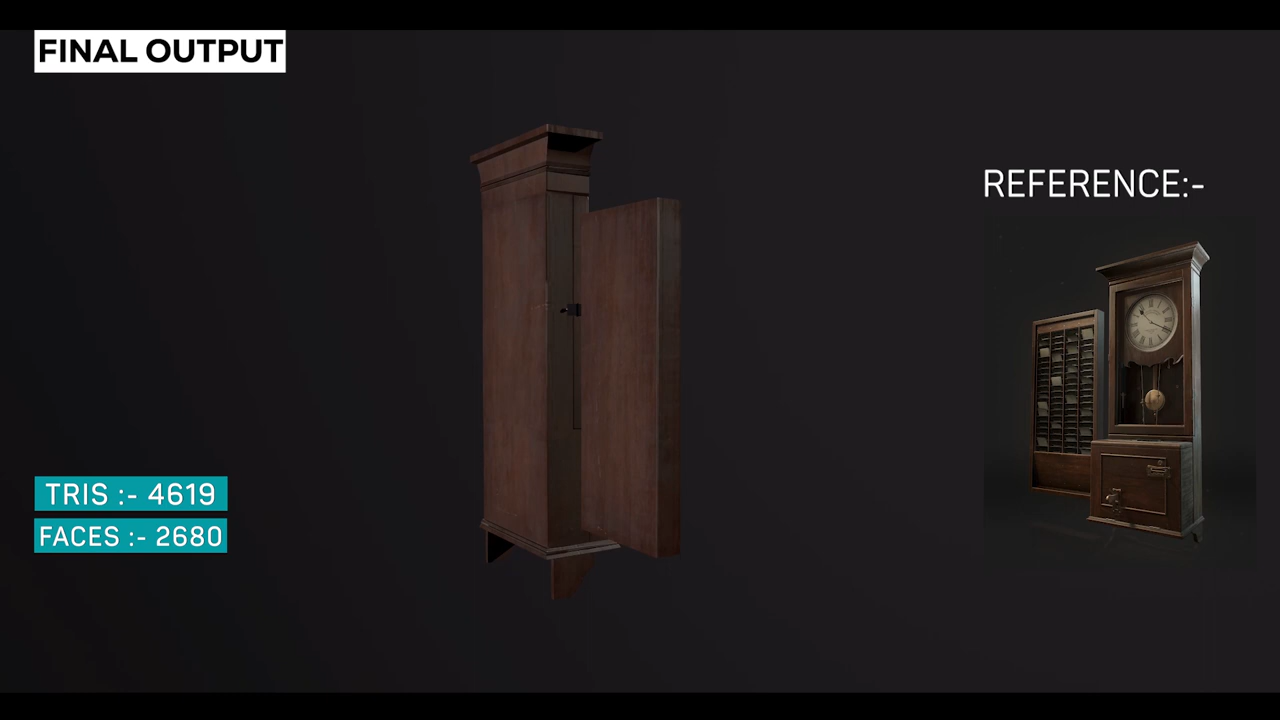 FINAL OUTPUT
REFERENCE:-
TRIS :- 4619
FACES :- 2680